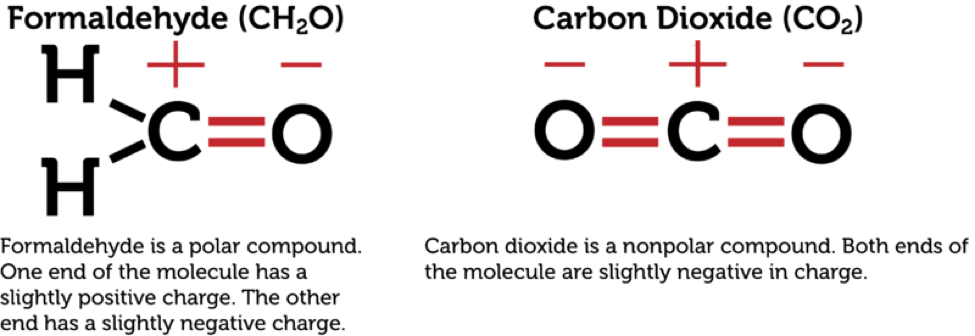 Formaldehyde (CH₂O)
H
H
+ −
C=O
Formaldehyde is a polar compound.
One end of the molecule has a
slightly positive charge. The other
end has a slightly negative charge.
Carbon Dioxide (CO₂)
− + −
O=C=O
Carbon dioxide is a nonpolar compound. Both ends of
the molecule are slightly negative in charge.